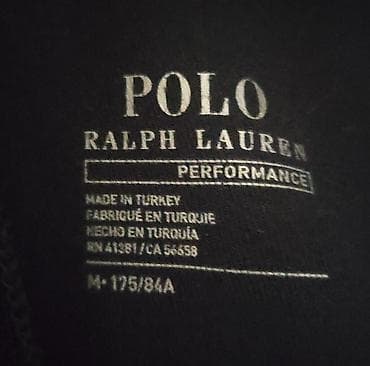 POLO
RALPH LAUREN
PERFORMANCE
MADE IN TURKEY
FABRIQUÉ EN TURQUIE
HECHO EN TURQUÍA
RN 41381 / CA 56658
M • 175/84A